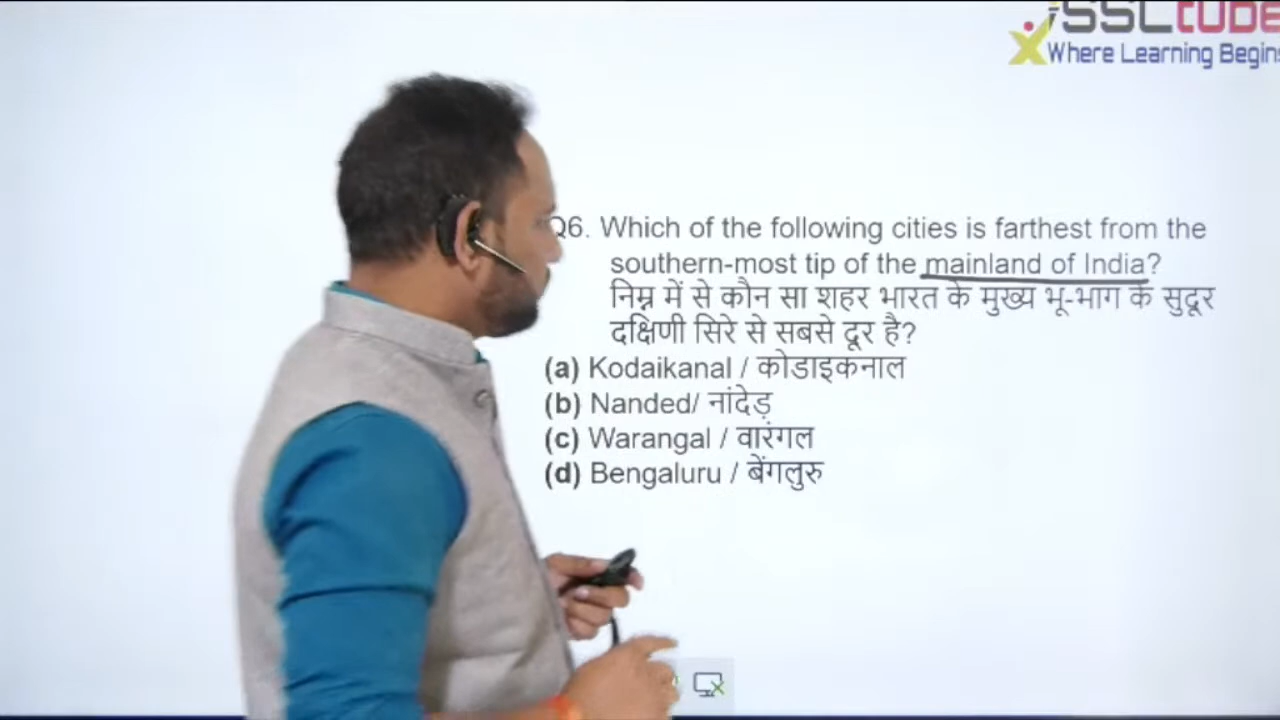 iSSCtube
Where Learning Begins
Q6. Which of the following cities is farthest from the
southern-most tip of the mainland of India?
निम्न में से कौन सा शहर भारत के मुख्य भू-भाग के सुदूर
दक्षिणी सिरे से सबसे दूर है?
(a) Kodaikanal / कोडाइकनाल
(b) Nanded/ नांदेड़
(c) Warangal / वारंगल
(d) Bengaluru / बेंगलुरु